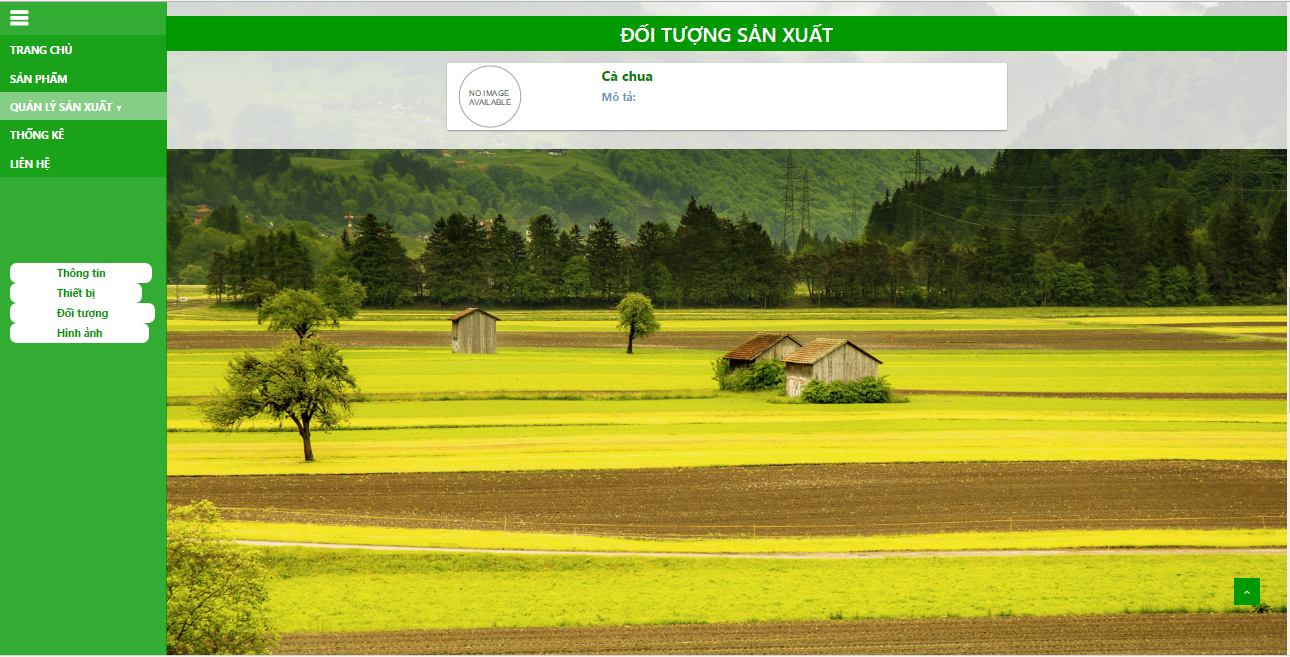 TRANG CHỦ
SẢN PHẨM
QUẢN LÝ SẢN XUẤT ▾
THỐNG KÊ
LIÊN HỆ
Thông tin
Thiết bị
Đối tượng
Hình ảnh
ĐỐI TƯỢNG SẢN XUẤT
NO IMAGE
AVAILABLE
Cà chua
Mô tả: